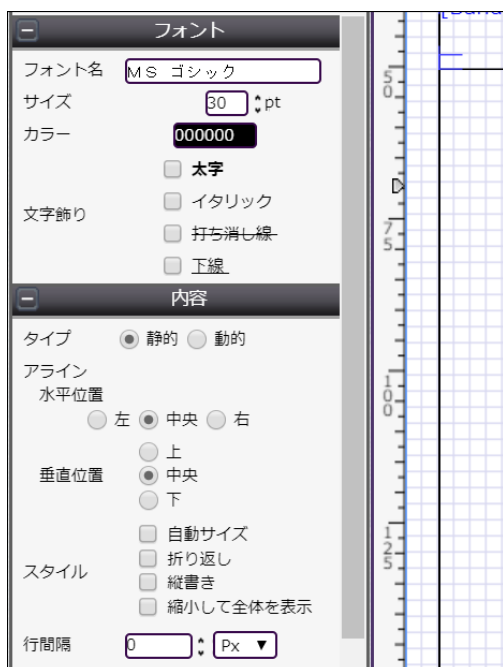 フォント
[Band
フォント名 ＭＳ ゴシック
サイズ 30 pt
カラー 000000
文字飾り
太字
イタリック
打ち消し線
下線
内容
タイプ 静的 動的
アライン
水平位置
左 中央 右
垂直位置
上
中央
下
スタイル
自動サイズ
折り返し
縦書き
縮小して全体を表示
行間隔 0 Px ▼
50
75
100
125